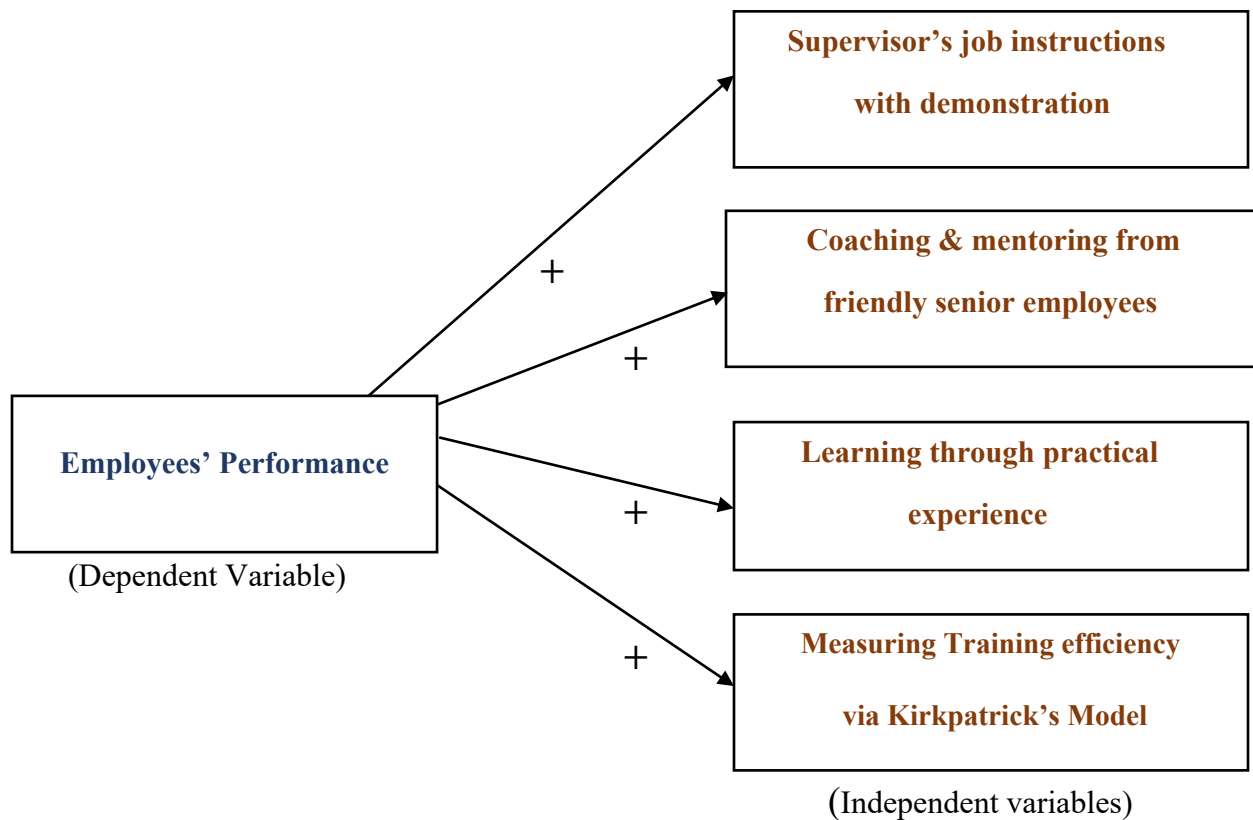 Supervisor’s job instructions
with demonstration
Coaching & mentoring from
friendly senior employees
+
+
Employees’ Performance
(Dependent Variable)
Learning through practical
experience
+
+
Measuring Training efficiency
via Kirkpatrick’s Model
(Independent variables)